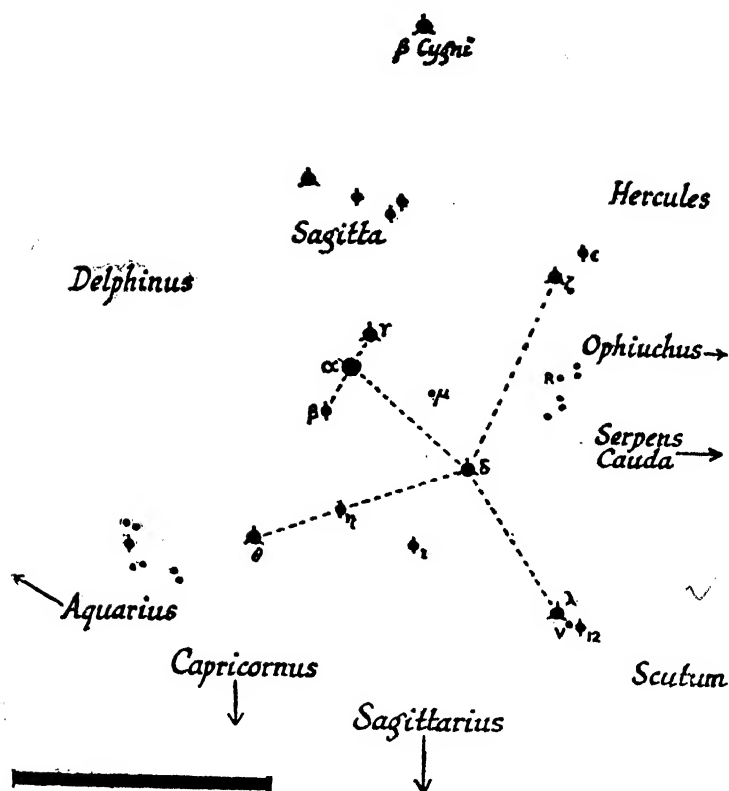 β Cygni
Hercules
Sagitta
ε
Delphinus
ζ
γ
Ophiuchus
α
R
μ
β
Serpens
Cauda
δ
η
θ
ι
Aquarius
λ
ν 12
Capricornus
Scutum
Sagittarius